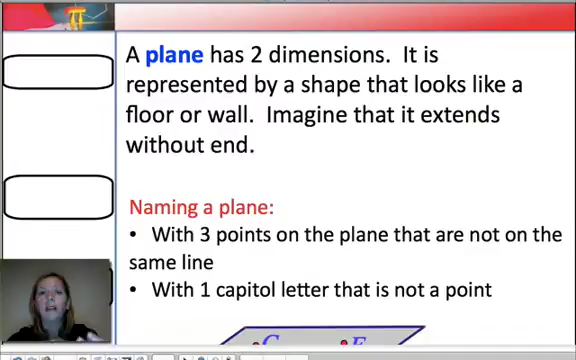 A plane has 2 dimensions. It is
represented by a shape that looks like a
floor or wall. Imagine that it extends
without end.
Naming a plane:
• With 3 points on the plane that are not on the
same line
• With 1 capitol letter that is not a point